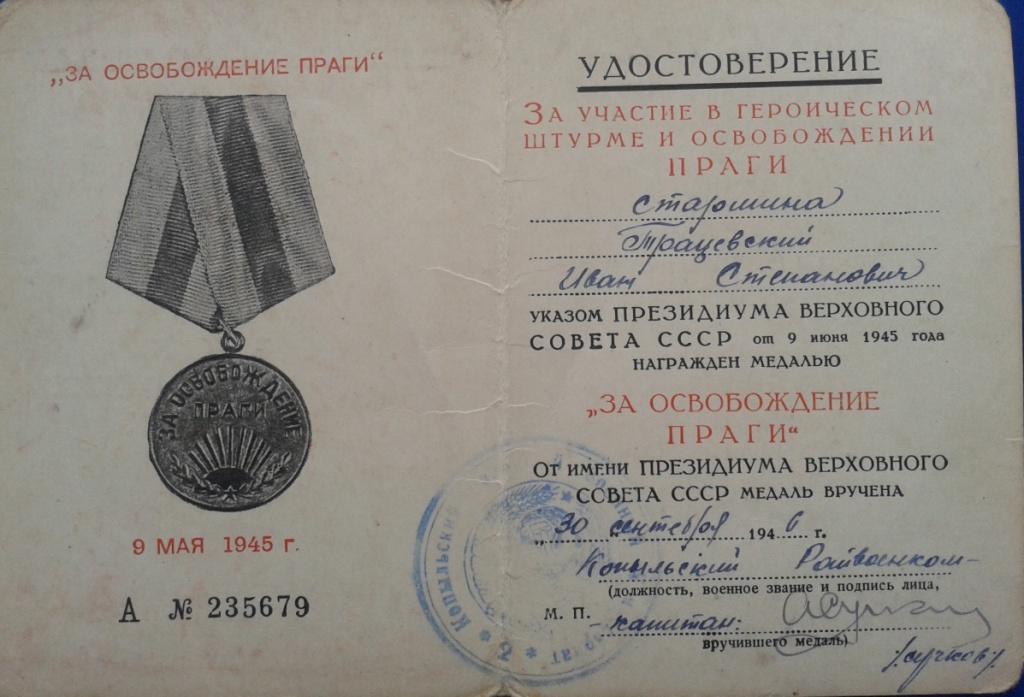 „ЗА ОСВОБОЖДЕНИЕ ПРАГИ“
ЗА ОСВОБОЖДЕНИЕ
ПРАГИ
9 МАЯ 1945 г.
А № 235679
УДОСТОВЕРЕНИЕ
ЗА УЧАСТИЕ В ГЕРОИЧЕСКОМ
ШТУРМЕ И ОСВОБОЖДЕНИИ
ПРАГИ
старшина
Трацевский
Иван Степанович
УКАЗОМ ПРЕЗИДИУМА ВЕРХОВНОГО
СОВЕТА СССР от 9 июня 1945 года
НАГРАЖДЕН МЕДАЛЬЮ
„ЗА ОСВОБОЖДЕНИЕ
ПРАГИ“
ОТ ИМЕНИ ПРЕЗИДИУМА ВЕРХОВНОГО
СОВЕТА СССР МЕДАЛЬ ВРУЧЕНА
„30 сентября 1946 г.
Копыльский Райвоенком-
(должность, военное звание и подпись лица,
М. П.
капитан:
вручившего медаль)
/сучков/.
Копыльский